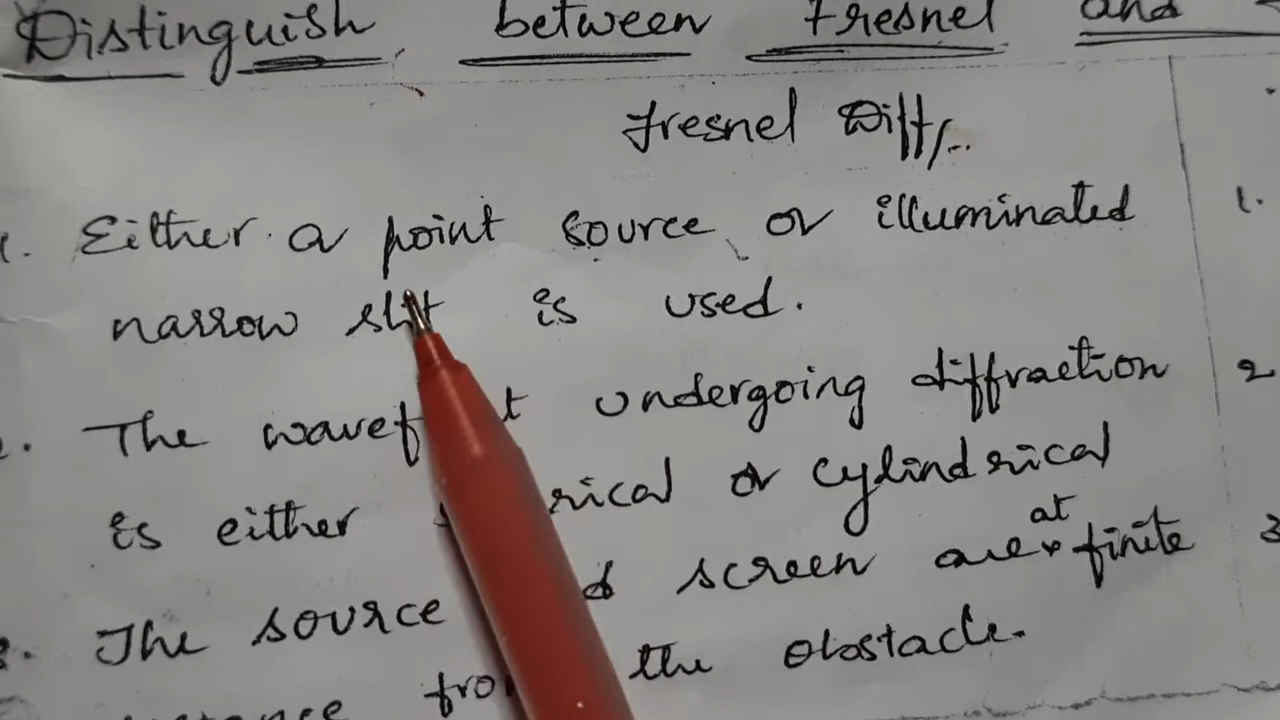 Distinguish between Fresnel and
Fresnel Diff/..
1. Either a point source or illuminated 1.
narrow slit is used.
The wavef t undergoing diffraction 2
is either rical or cylindrical
at
The source d screen are finite 3
the obstacle.